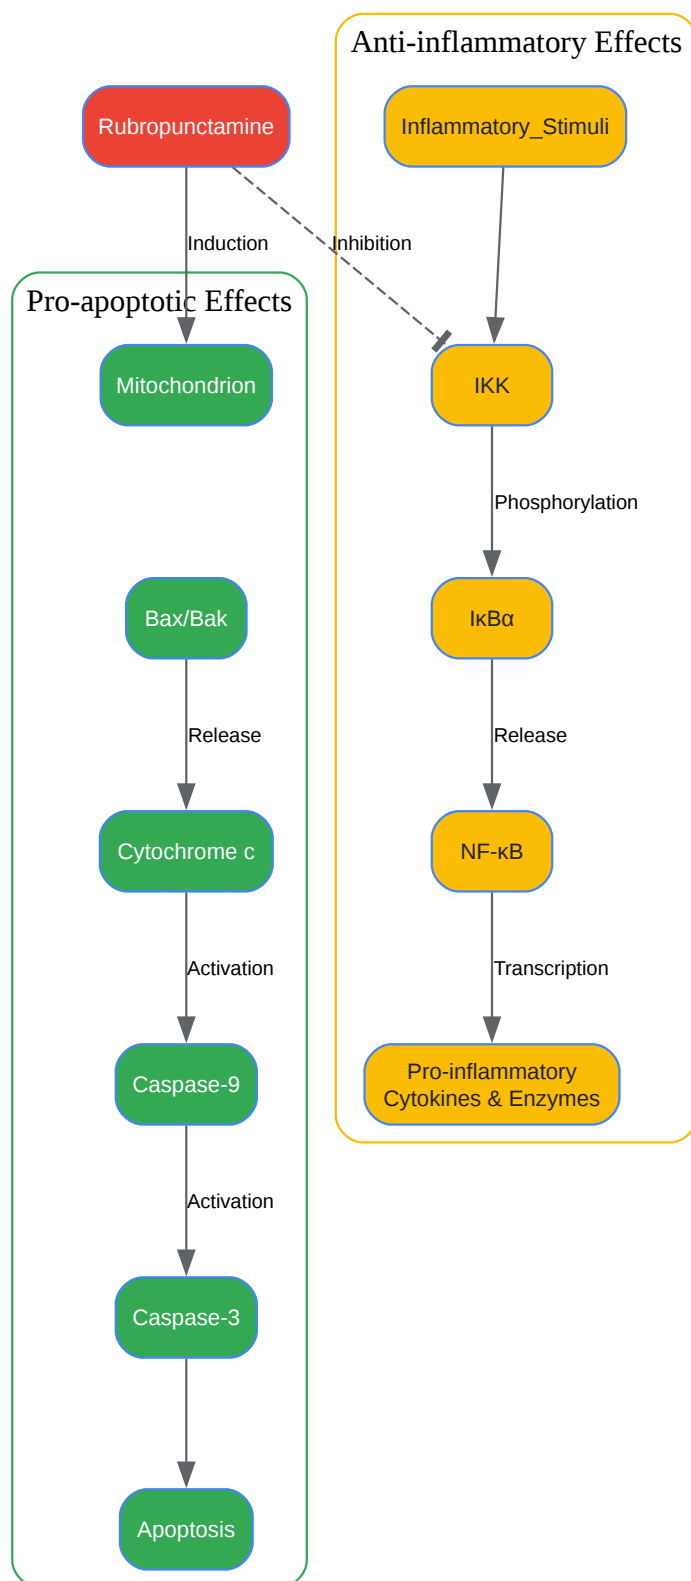 Anti-inflammatory Effects
Rubropunctamine
Inflammatory_Stimuli
Induction
Inhibition
Pro-apoptotic Effects
Mitochondrion
IKK
Phosphorylation
Bax/Bak
IκBα
Release
Release
Cytochrome c
NF-κB
Activation
Transcription
Caspase-9
Pro-inflammatory
Cytokines & Enzymes
Activation
Caspase-3
Apoptosis